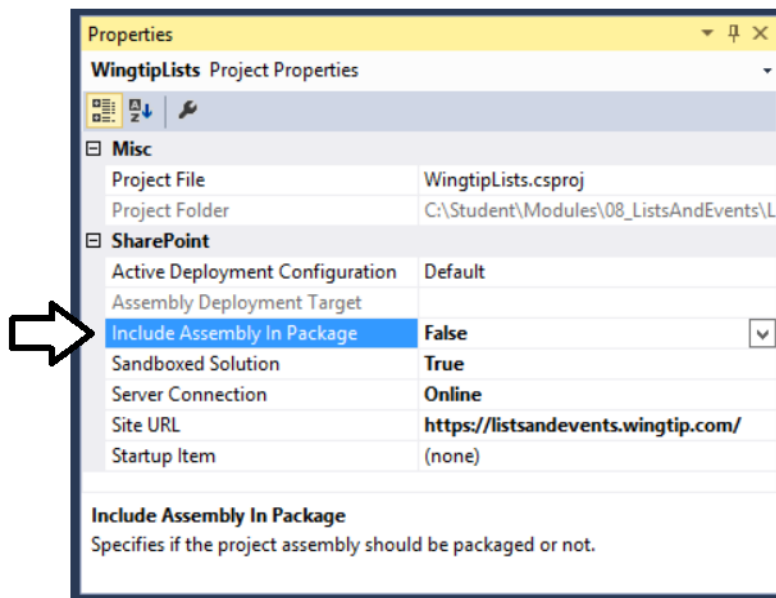 Properties
WingtipLists Project Properties
Misc
Project File WingtipLists.csproj
Project Folder C:\Student\Modules\08_ListsAndEvents\L
SharePoint
Active Deployment Configuration Default
Assembly Deployment Target
Include Assembly In Package False
Sandboxed Solution True
Server Connection Online
Site URL https://listsandevents.wingtip.com/
Startup Item (none)
Include Assembly In Package
Specifies if the project assembly should be packaged or not.